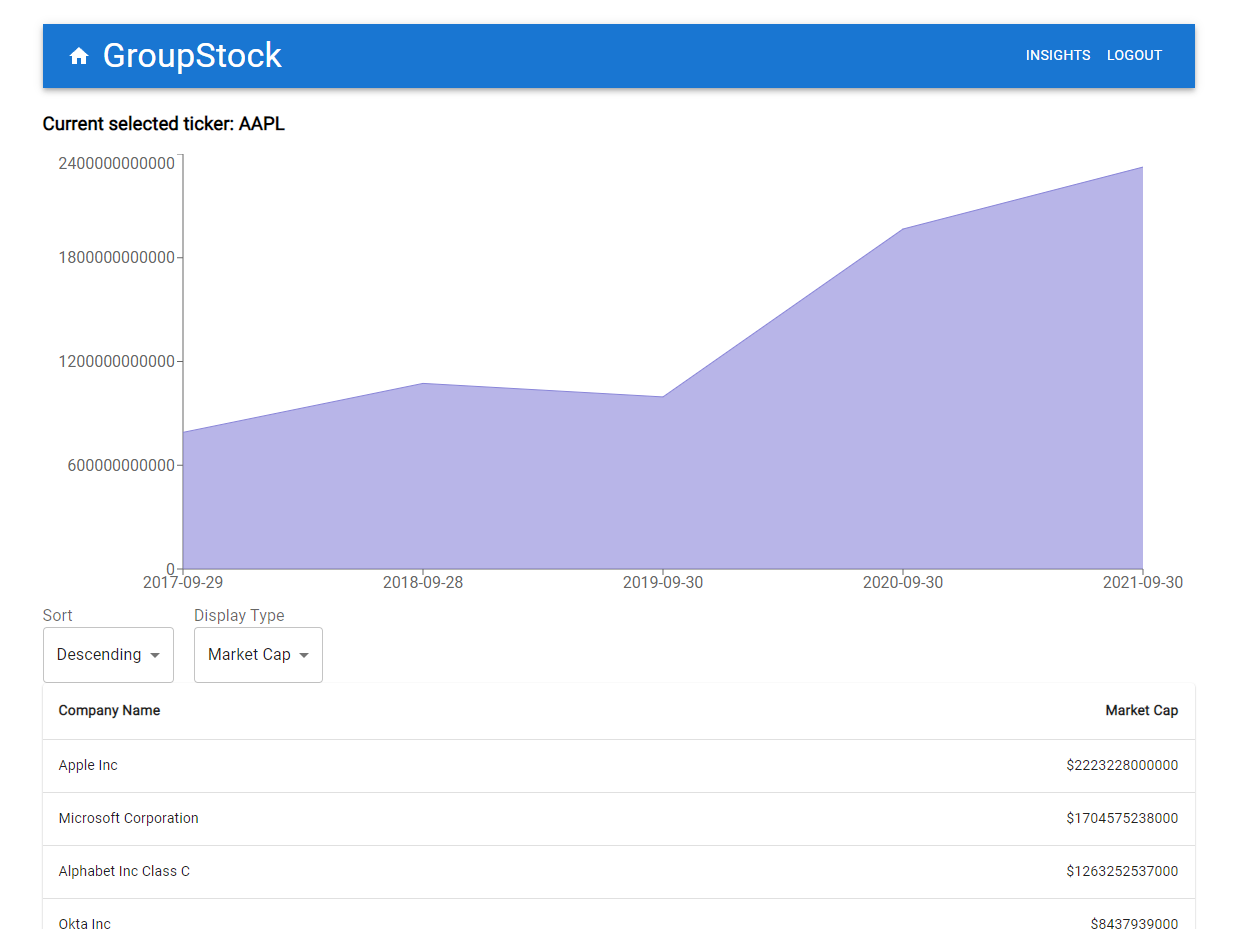 GroupStock
INSIGHTS LOGOUT
Current selected ticker: AAPL
2400000000000
1800000000000
1200000000000
600000000000
0
2017-09-29 2018-09-28 2019-09-30 2020-09-30 2021-09-30
Sort Display Type
Descending Market Cap
Company Name Market Cap
Apple Inc $2223228000000
Microsoft Corporation $1704575238000
Alphabet Inc Class C $1263252537000
Okta Inc $8437939000